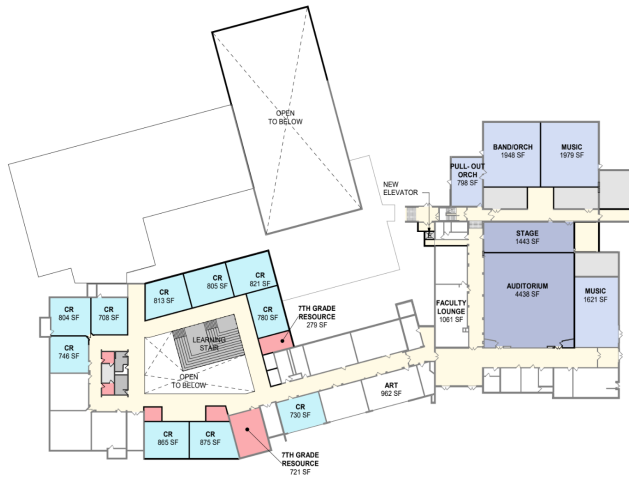 OPEN
TO BELOW
BAND/ORCH
1948 SF
MUSIC
1979 SF
PULL- OUT
ORCH
798 SF
NEW
ELEVATOR
STAGE
1443 SF
AUDITORIUM
4438 SF
MUSIC
1621 SF
FACULTY
LOUNGE
1061 SF
CR
821 SF
CR
805 SF
CR
813 SF
CR
804 SF
CR
708 SF
CR
780 SF
7TH GRADE
RESOURCE
279 SF
CR
746 SF
LEARNING
STAIR
OPEN
TO BELOW
ART
962 SF
CR
730 SF
CR
865 SF
CR
875 SF
7TH GRADE
RESOURCE
721 SF